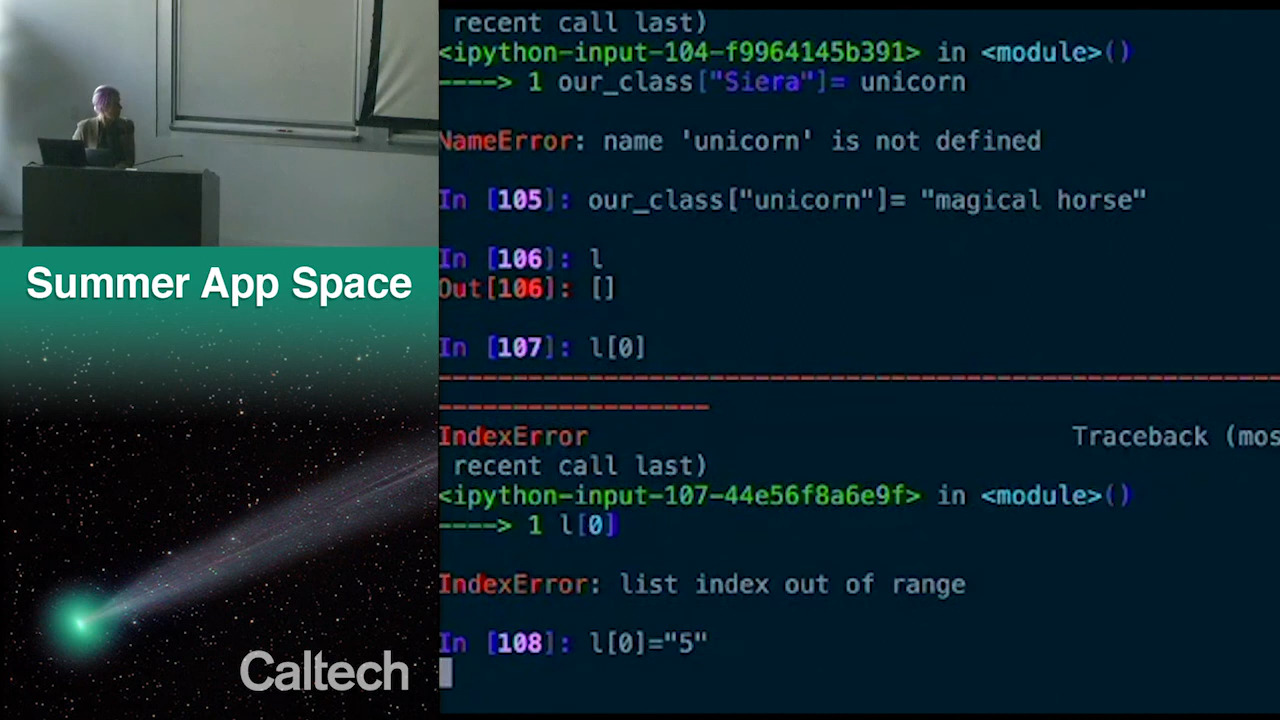 Summer App Space
Caltech
recent call last)
<ipython-input-104-f9964145b391> in <module>()
----> 1 our_class["Siera"]= unicorn
NameError: name 'unicorn' is not defined
In [105]: our_class["unicorn"]= "magical horse"
In [106]: l
Out[106]: []
In [107]: l[0]
IndexError Traceback (mos
recent call last)
<ipython-input-107-44e56f8a6e9f> in <module>()
----> 1 l[0]
IndexError: list index out of range
In [108]: l[0]="5"